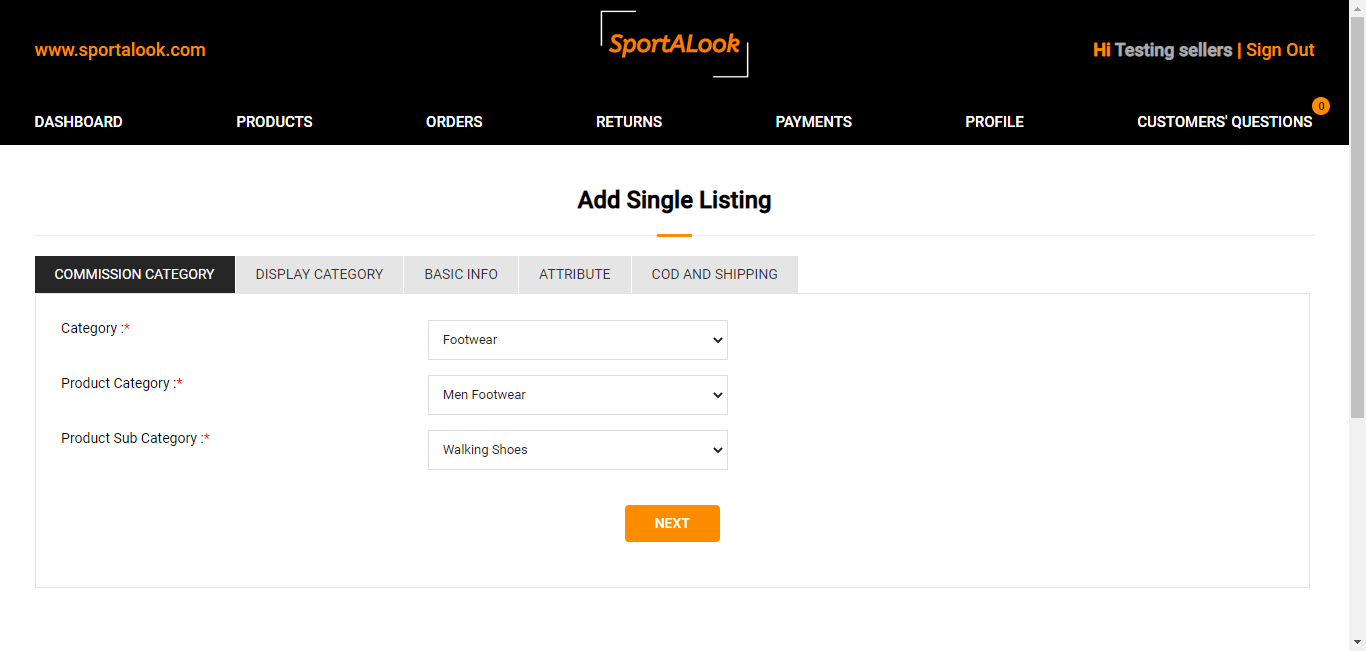 www.sportalook.com
SportALook
Hi Testing sellers | Sign Out
0
DASHBOARD PRODUCTS ORDERS RETURNS PAYMENTS PROFILE CUSTOMERS' QUESTIONS
Add Single Listing
COMMISSION CATEGORY DISPLAY CATEGORY BASIC INFO ATTRIBUTE COD AND SHIPPING
Category :* Footwear
Product Category :* Men Footwear
Product Sub Category :* Walking Shoes
NEXT